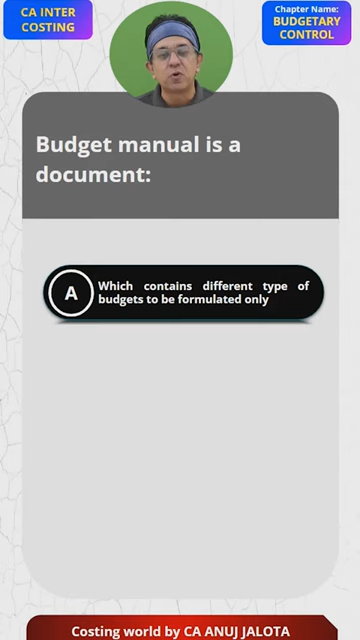 CA INTER
COSTING
Chapter Name:
BUDGETARY
CONTROL
Budget manual is a
document:
A
Which contains different type of
budgets to be formulated only
Costing world by CA ANUJ JALOTA